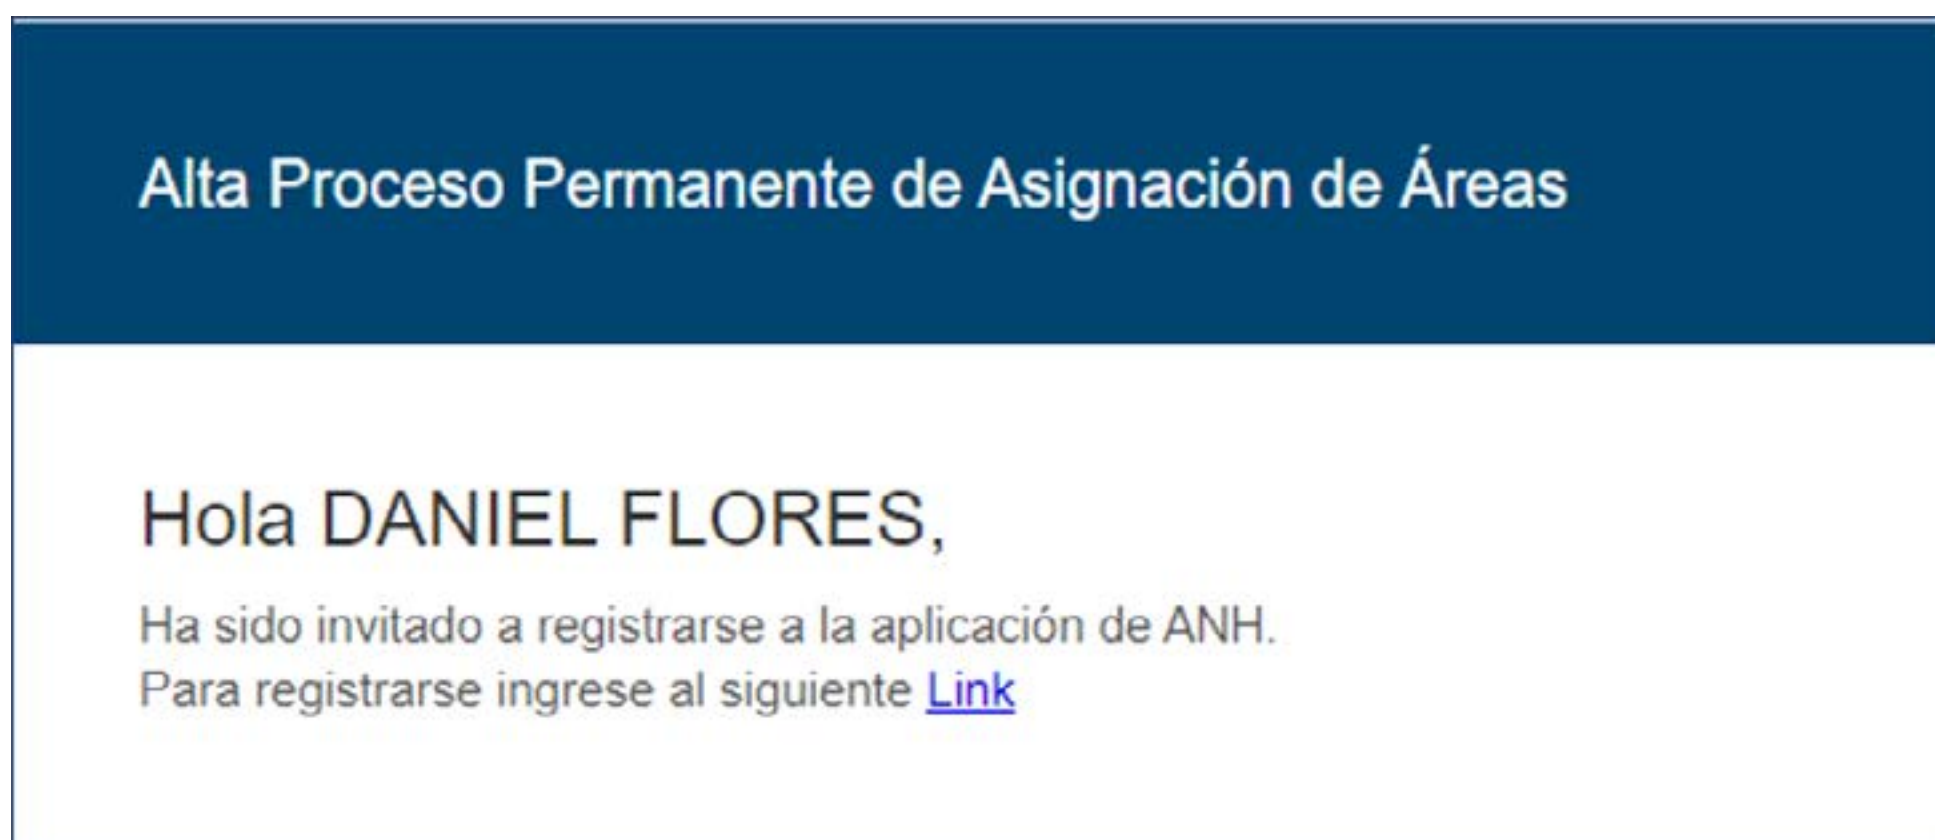 Alta Proceso Permanente de Asignación de Áreas
Hola DANIEL FLORES,
Ha sido invitado a registrarse a la aplicación de ANH.
Para registrarse ingrese al siguiente Link